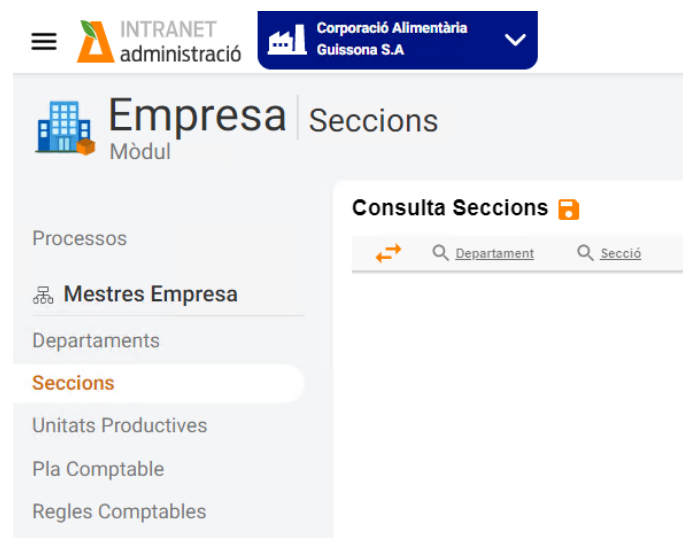 INTRANET
administració
Corporació Alimentària
Guissona S.A
Empresa
Seccions
Mòdul
Consulta Seccions
Departament
Secció
Processos
Mestres Empresa
Departaments
Seccions
Unitats Productives
Pla Comptable
Regles Comptables